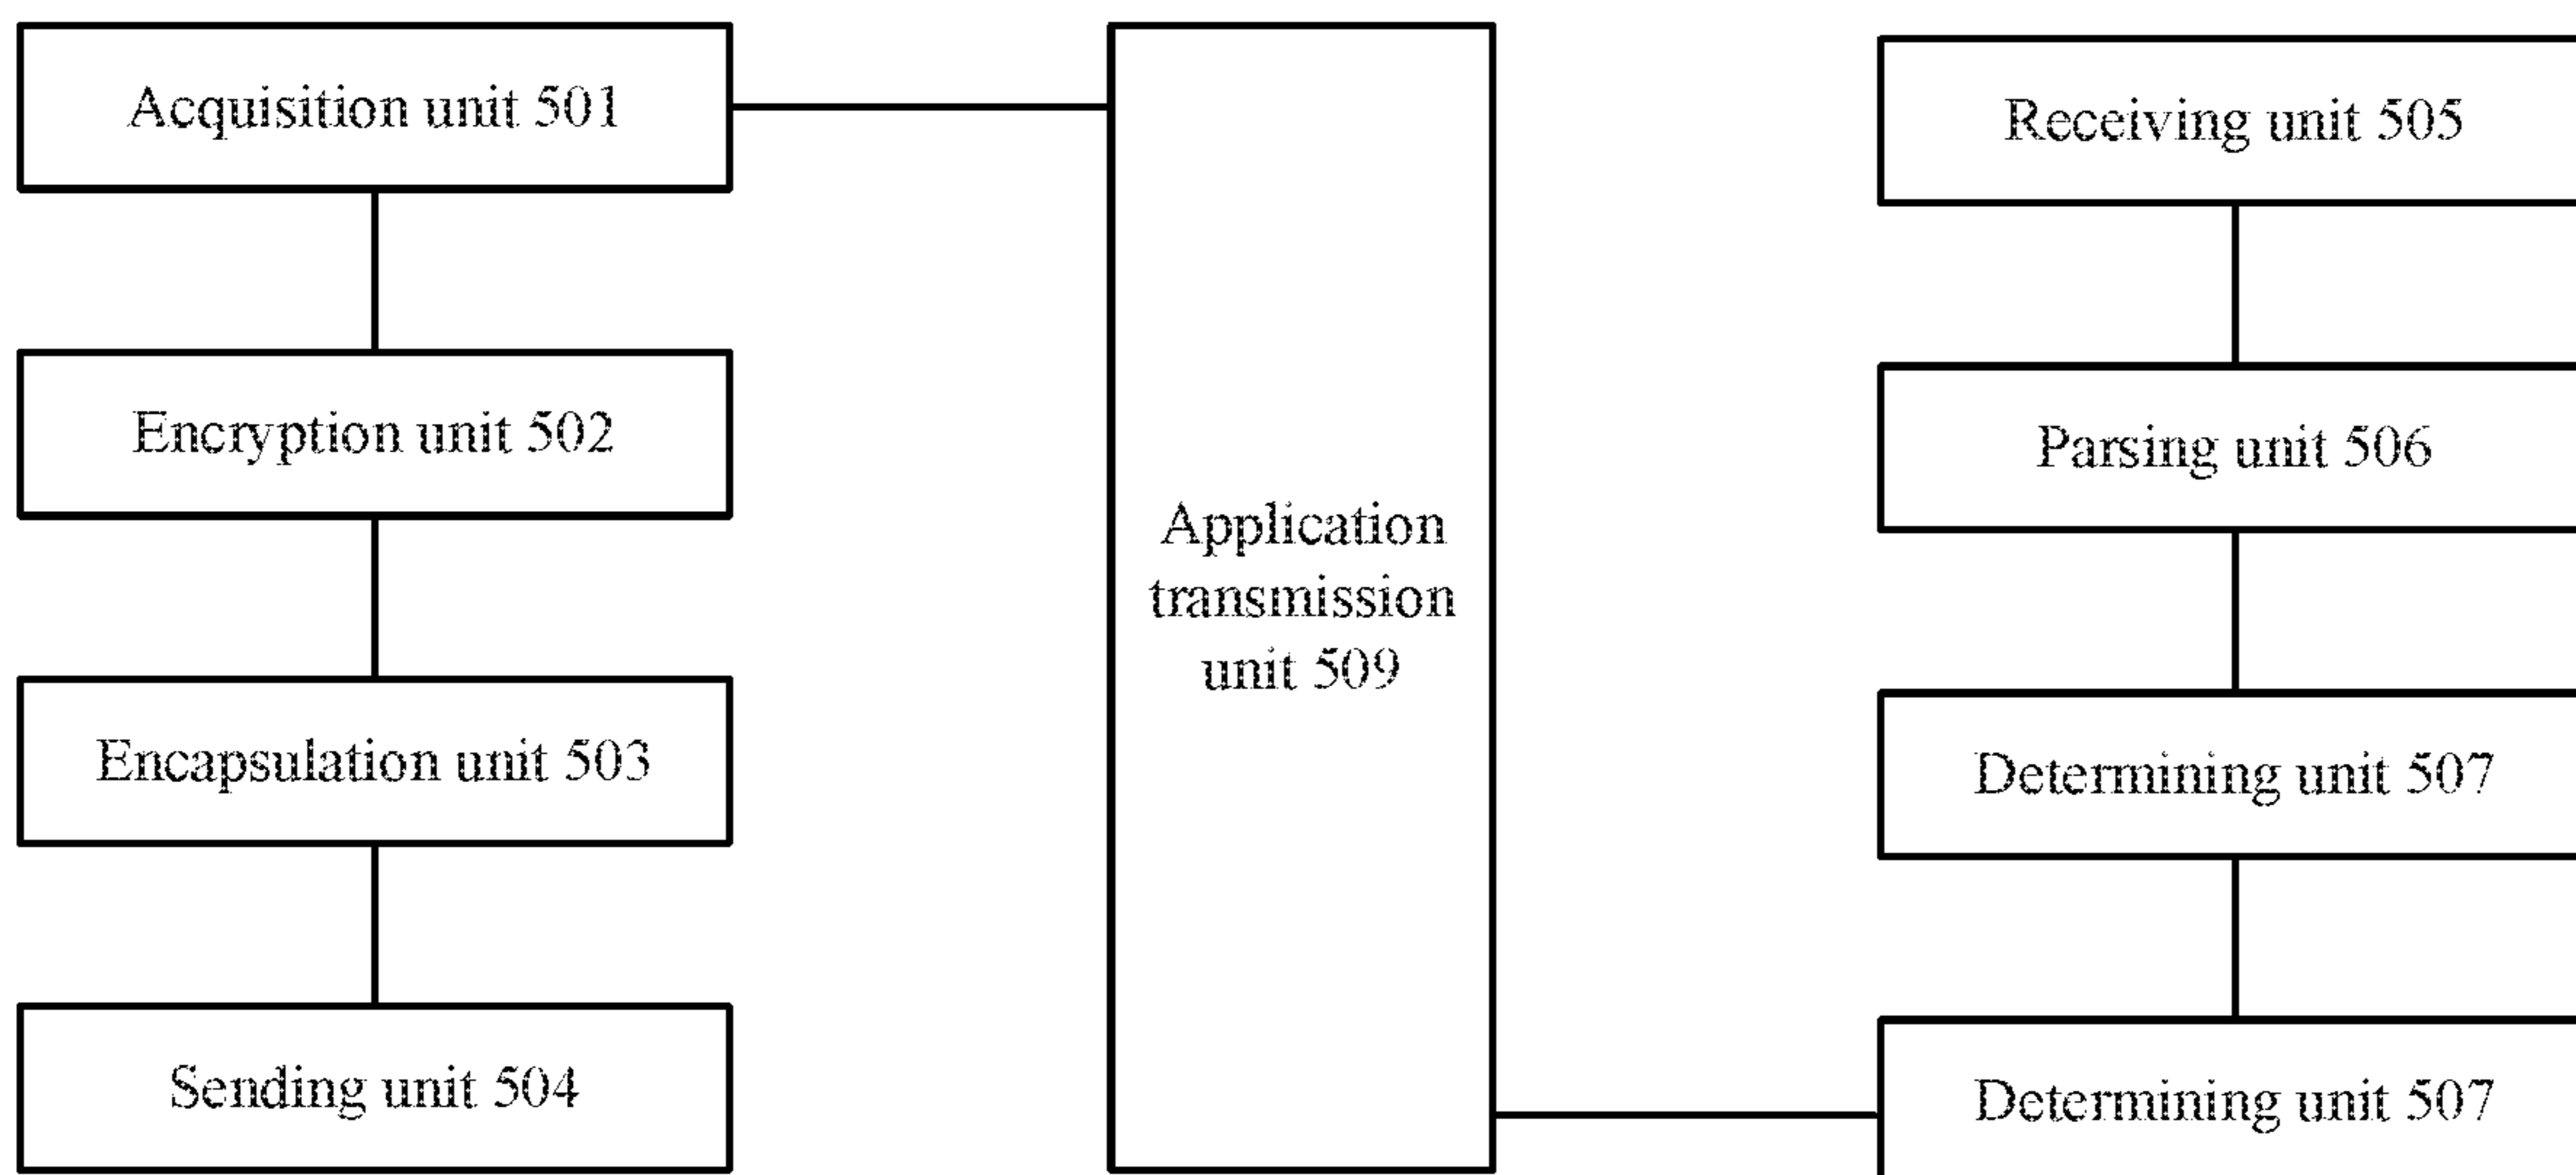 Acquisition unit 501
Encryption unit 502
Encapsulation unit 503
Sending unit 504
Application
transmission
unit 509
Receiving unit 505
Parsing unit 506
Determining unit 507
Determining unit 507